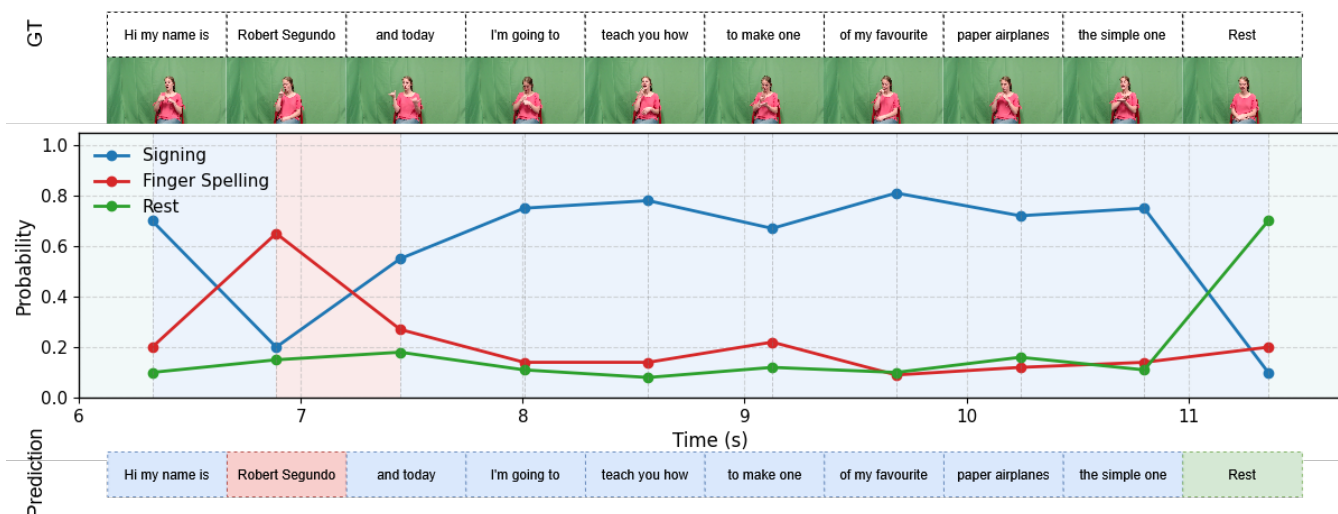 GT
Hi my name is
Robert Segundo
and today
I'm going to
teach you how
to make one
of my favourite
paper airplanes
the simple one
Rest
Signing
Finger Spelling
Rest
Probability
1.0
0.8
0.6
0.4
0.2
0.0
6
7
8
9
10
11
Time (s)
Prediction
Hi my name is
Robert Segundo
and today
I'm going to
teach you how
to make one
of my favourite
paper airplanes
the simple one
Rest